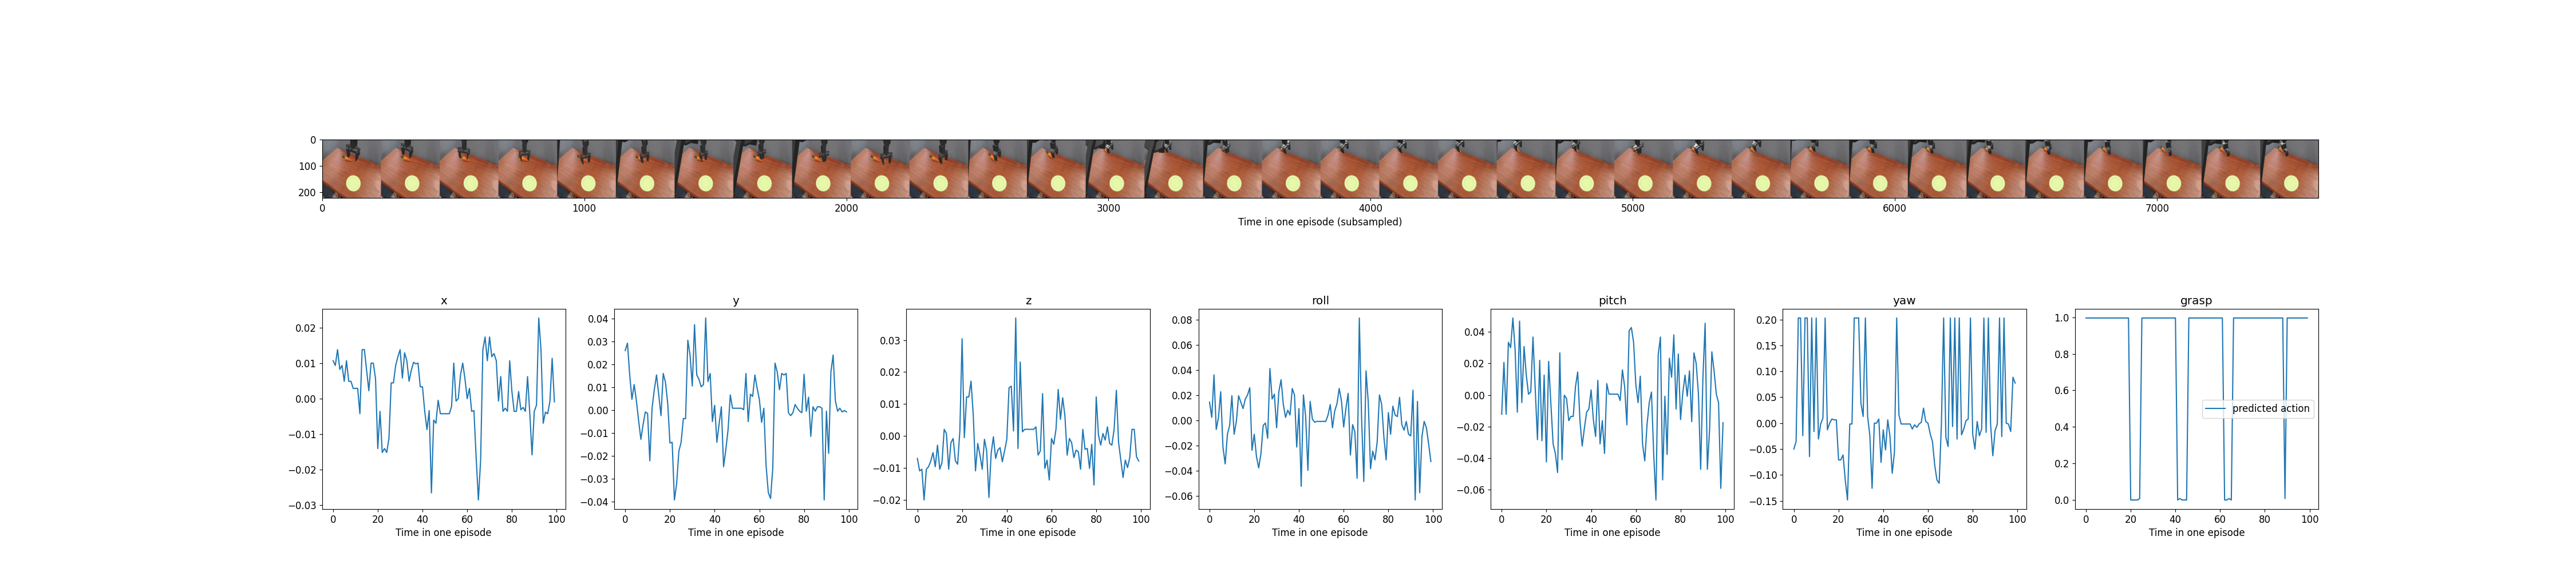 0
100
200
0 1000 2000 3000 4000 5000 6000 7000
Time in one episode (subsampled)
x
0.02
0.01
0.00
−0.01
−0.02
−0.03
0 20 40 60 80 100
Time in one episode
y
0.04
0.03
0.02
0.01
0.00
−0.01
−0.02
−0.03
−0.04
0 20 40 60 80 100
Time in one episode
z
0.03
0.02
0.01
0.00
−0.01
−0.02
0 20 40 60 80 100
Time in one episode
roll
0.08
0.06
0.04
0.02
0.00
−0.02
−0.04
−0.06
0 20 40 60 80 100
Time in one episode
pitch
0.04
0.02
0.00
−0.02
−0.04
−0.06
0 20 40 60 80 100
Time in one episode
yaw
0.20
0.15
0.10
0.05
0.00
−0.05
−0.10
−0.15
0 20 40 60 80 100
Time in one episode
grasp
1.0
0.8
0.6
0.4
0.2
0.0
predicted action
0 20 40 60 80 100
Time in one episode